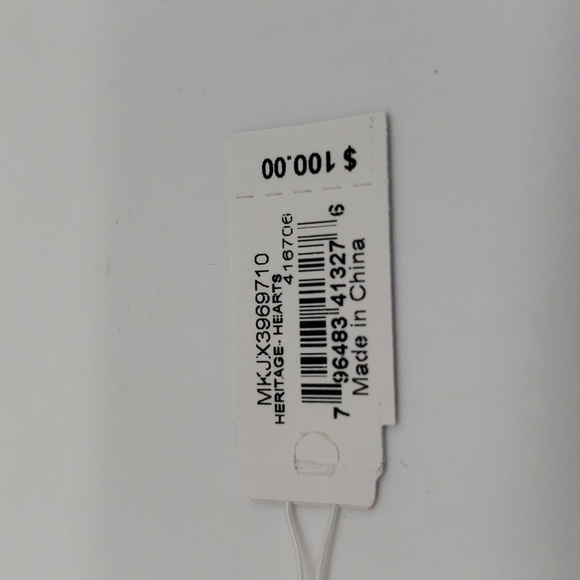 $ 100.00
MKJX3969710
HERITAGE- HEARTS
416706
7 96483 41327 6
Made in China